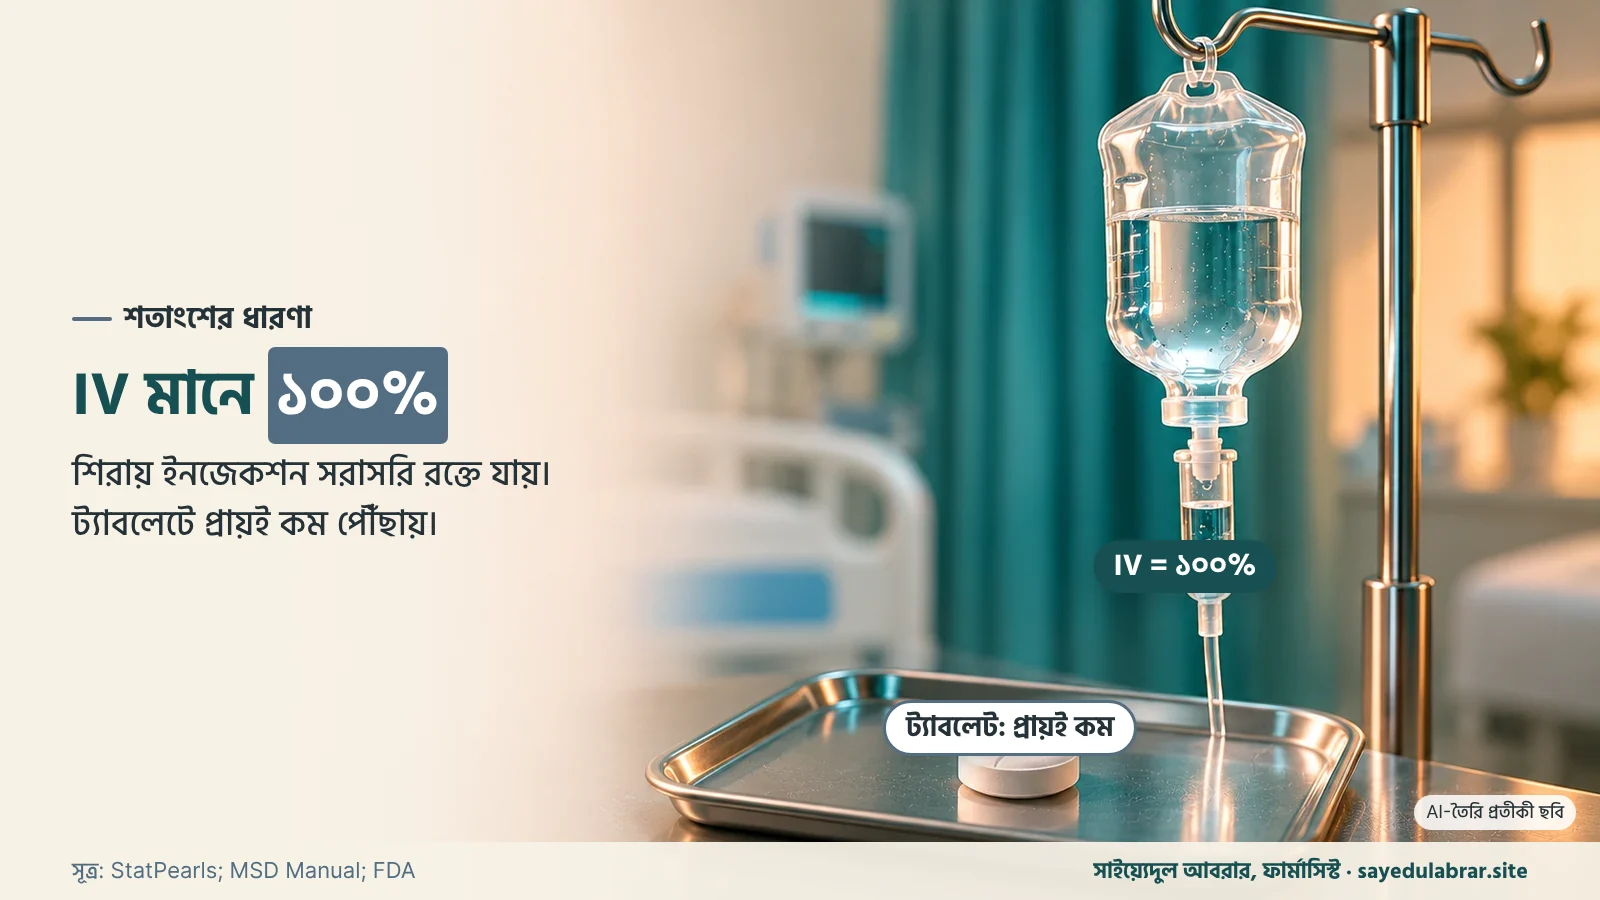 শতাংশের ধারণা
IV মানে ১০০%
শিরায় ইনজেকশন সরাসরি রক্তে যায়।
ট্যাবলেটে প্রায়ই কম পৌঁছায়।
IV = ১০০%
ট্যাবলেট: প্রায়ই কম
AI-তৈরি প্রতীকী ছবি
সূত্র: StatPearls; MSD Manual; FDA
সাইয়্যেদুল আবরার, ফার্মাসিস্ট · sayedulabrar.site